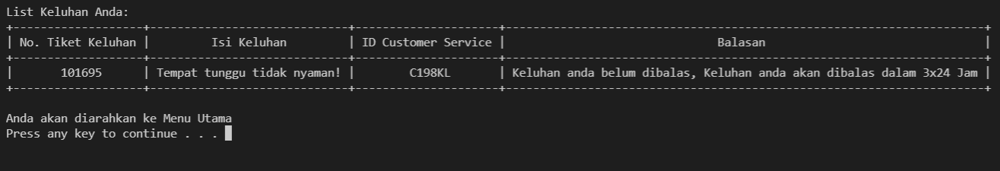 List Keluhan Anda:
+-------------------+-----------------------------+---------------------+----------------------------------------------------------------------+
| No. Tiket Keluhan |         Isi Keluhan         | ID Customer Service |                               Balasan                                |
+-------------------+-----------------------------+---------------------+----------------------------------------------------------------------+
|       101695      | Tempat tunggu tidak nyaman! |        C198KL       | Keluhan anda belum dibalas, Keluhan anda akan dibalas dalam 3x24 Jam |
+-------------------+-----------------------------+---------------------+----------------------------------------------------------------------+
Anda akan diarahkan ke Menu Utama
Press any key to continue . . .